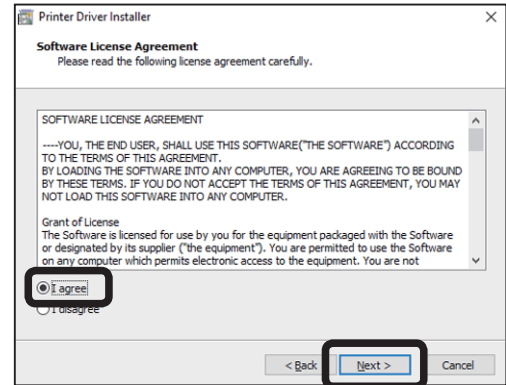 Printer Driver Installer
Software License Agreement
Please read the following license agreement carefully.
SOFTWARE LICENSE AGREEMENT
----YOU, THE END USER, SHALL USE THIS SOFTWARE("THE SOFTWARE") ACCORDING
TO THE TERMS OF THIS AGREEMENT.
BY LOADING THE SOFTWARE INTO ANY COMPUTER, YOU ARE AGREEING TO BE BOUND
BY THESE TERMS. IF YOU DO NOT ACCEPT THE TERMS OF THIS AGREEMENT, YOU MAY
NOT LOAD THIS SOFTWARE INTO ANY COMPUTER.
Grant of License
The Software is licensed for use by you for the equipment packaged with the Software
or designated by its supplier ("the equipment"). You are permitted to use the Software
on any computer which permits electronic access to the equipment. You are not
I agree
I disagree
< Back
Next >
Cancel